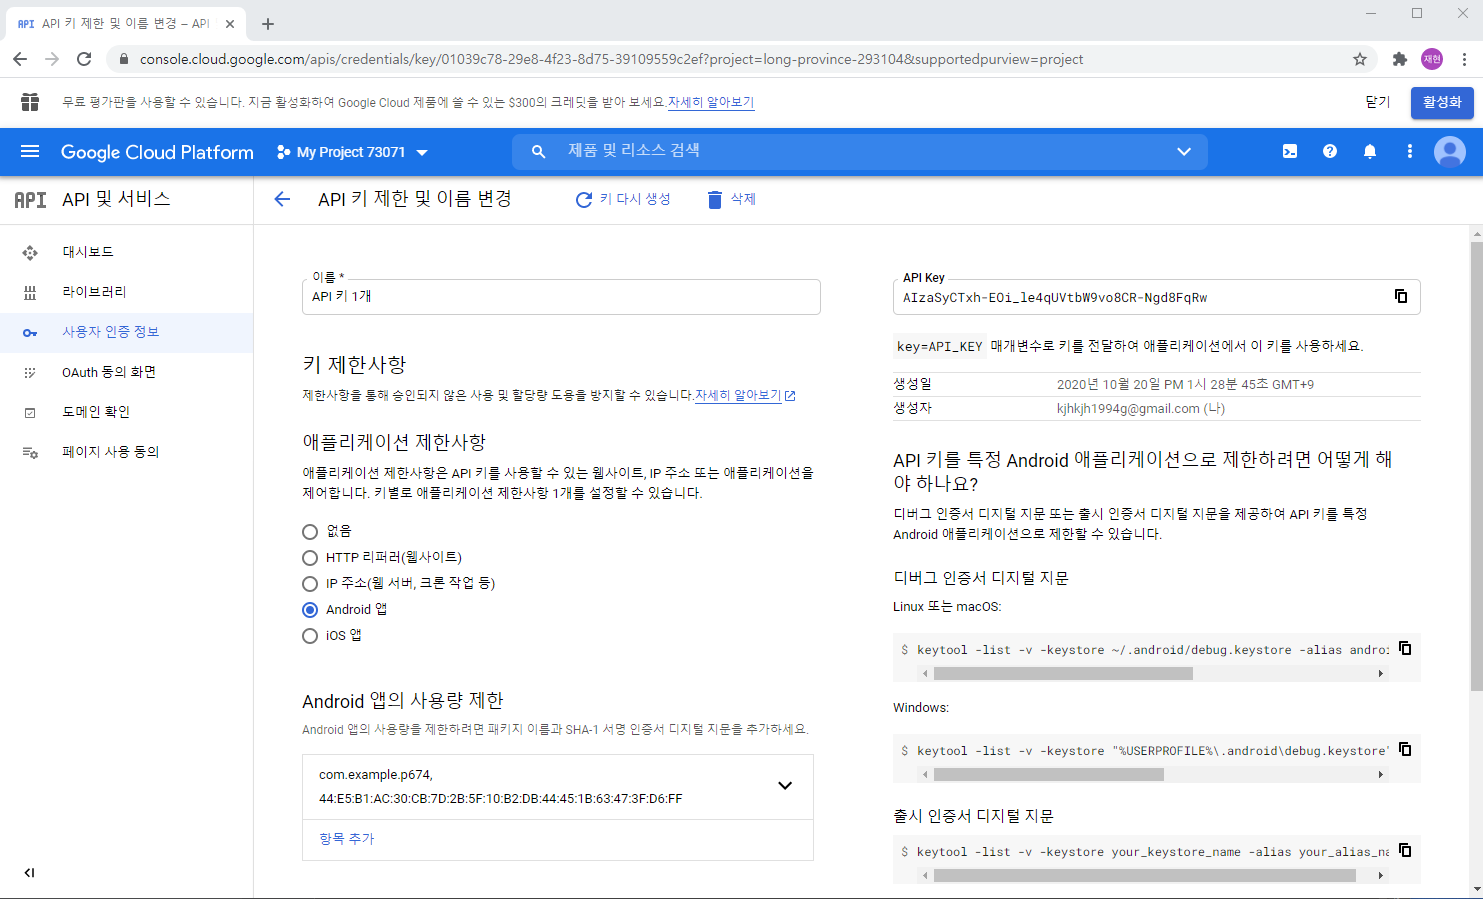 API API 키 제한 및 이름 변경 – API
console.cloud.google.com/apis/credentials/key/01039c78-29e8-4f23-8d75-39109559c2ef?project=long-province-293104&supportedpurview=project
재현
무료 평가판을 사용할 수 있습니다. 지금 활성화하여 Google Cloud 제품에 쓸 수 있는 $300의 크레딧을 받아 보세요. 자세히 알아보기
닫기
활성화
Google Cloud Platform
My Project 73071
제품 및 리소스 검색
API API 및 서비스
대시보드
라이브러리
사용자 인증 정보
OAuth 동의 화면
도메인 확인
페이지 사용 동의
API 키 제한 및 이름 변경
키 다시 생성
삭제
이름 *
API 키 1개
키 제한사항
제한사항을 통해 승인되지 않은 사용 및 할당량 도용을 방지할 수 있습니다. 자세히 알아보기
애플리케이션 제한사항
애플리케이션 제한사항은 API 키를 사용할 수 있는 웹사이트, IP 주소 또는 애플리케이션을
제어합니다. 키별로 애플리케이션 제한사항 1개를 설정할 수 있습니다.
없음
HTTP 리퍼러(웹사이트)
IP 주소(웹 서버, 크론 작업 등)
Android 앱
iOS 앱
Android 앱의 사용량 제한
Android 앱의 사용량을 제한하려면 패키지 이름과 SHA-1 서명 인증서 디지털 지문을 추가하세요.
com.example.p674,
44:E5:B1:AC:30:CB:7D:2B:5F:10:B2:DB:44:45:1B:63:47:3F:D6:FF
항목 추가
API Key
AIzaSyCTxh-EOi_le4qUVtbW9vo8CR-Ngd8FqRw
key=API_KEY 매개변수로 키를 전달하여 애플리케이션에서 이 키를 사용하세요.
생성일 2020년 10월 20일 PM 1시 28분 45초 GMT+9
생성자 kjhkjh1994g@gmail.com (나)
API 키를 특정 Android 애플리케이션으로 제한하려면 어떻게 해
야 하나요?
디버그 인증서 디지털 지문 또는 출시 인증서 디지털 지문을 제공하여 API 키를 특정
Android 애플리케이션으로 제한할 수 있습니다.
디버그 인증서 디지털 지문
Linux 또는 macOS:
$ keytool -list -v -keystore ~/.android/debug.keystore -alias androi
Windows:
$ keytool -list -v -keystore "%USERPROFILE%\.android\debug.keystore"
출시 인증서 디지털 지문
$ keytool -list -v -keystore your_keystore_name -alias your_alias_na